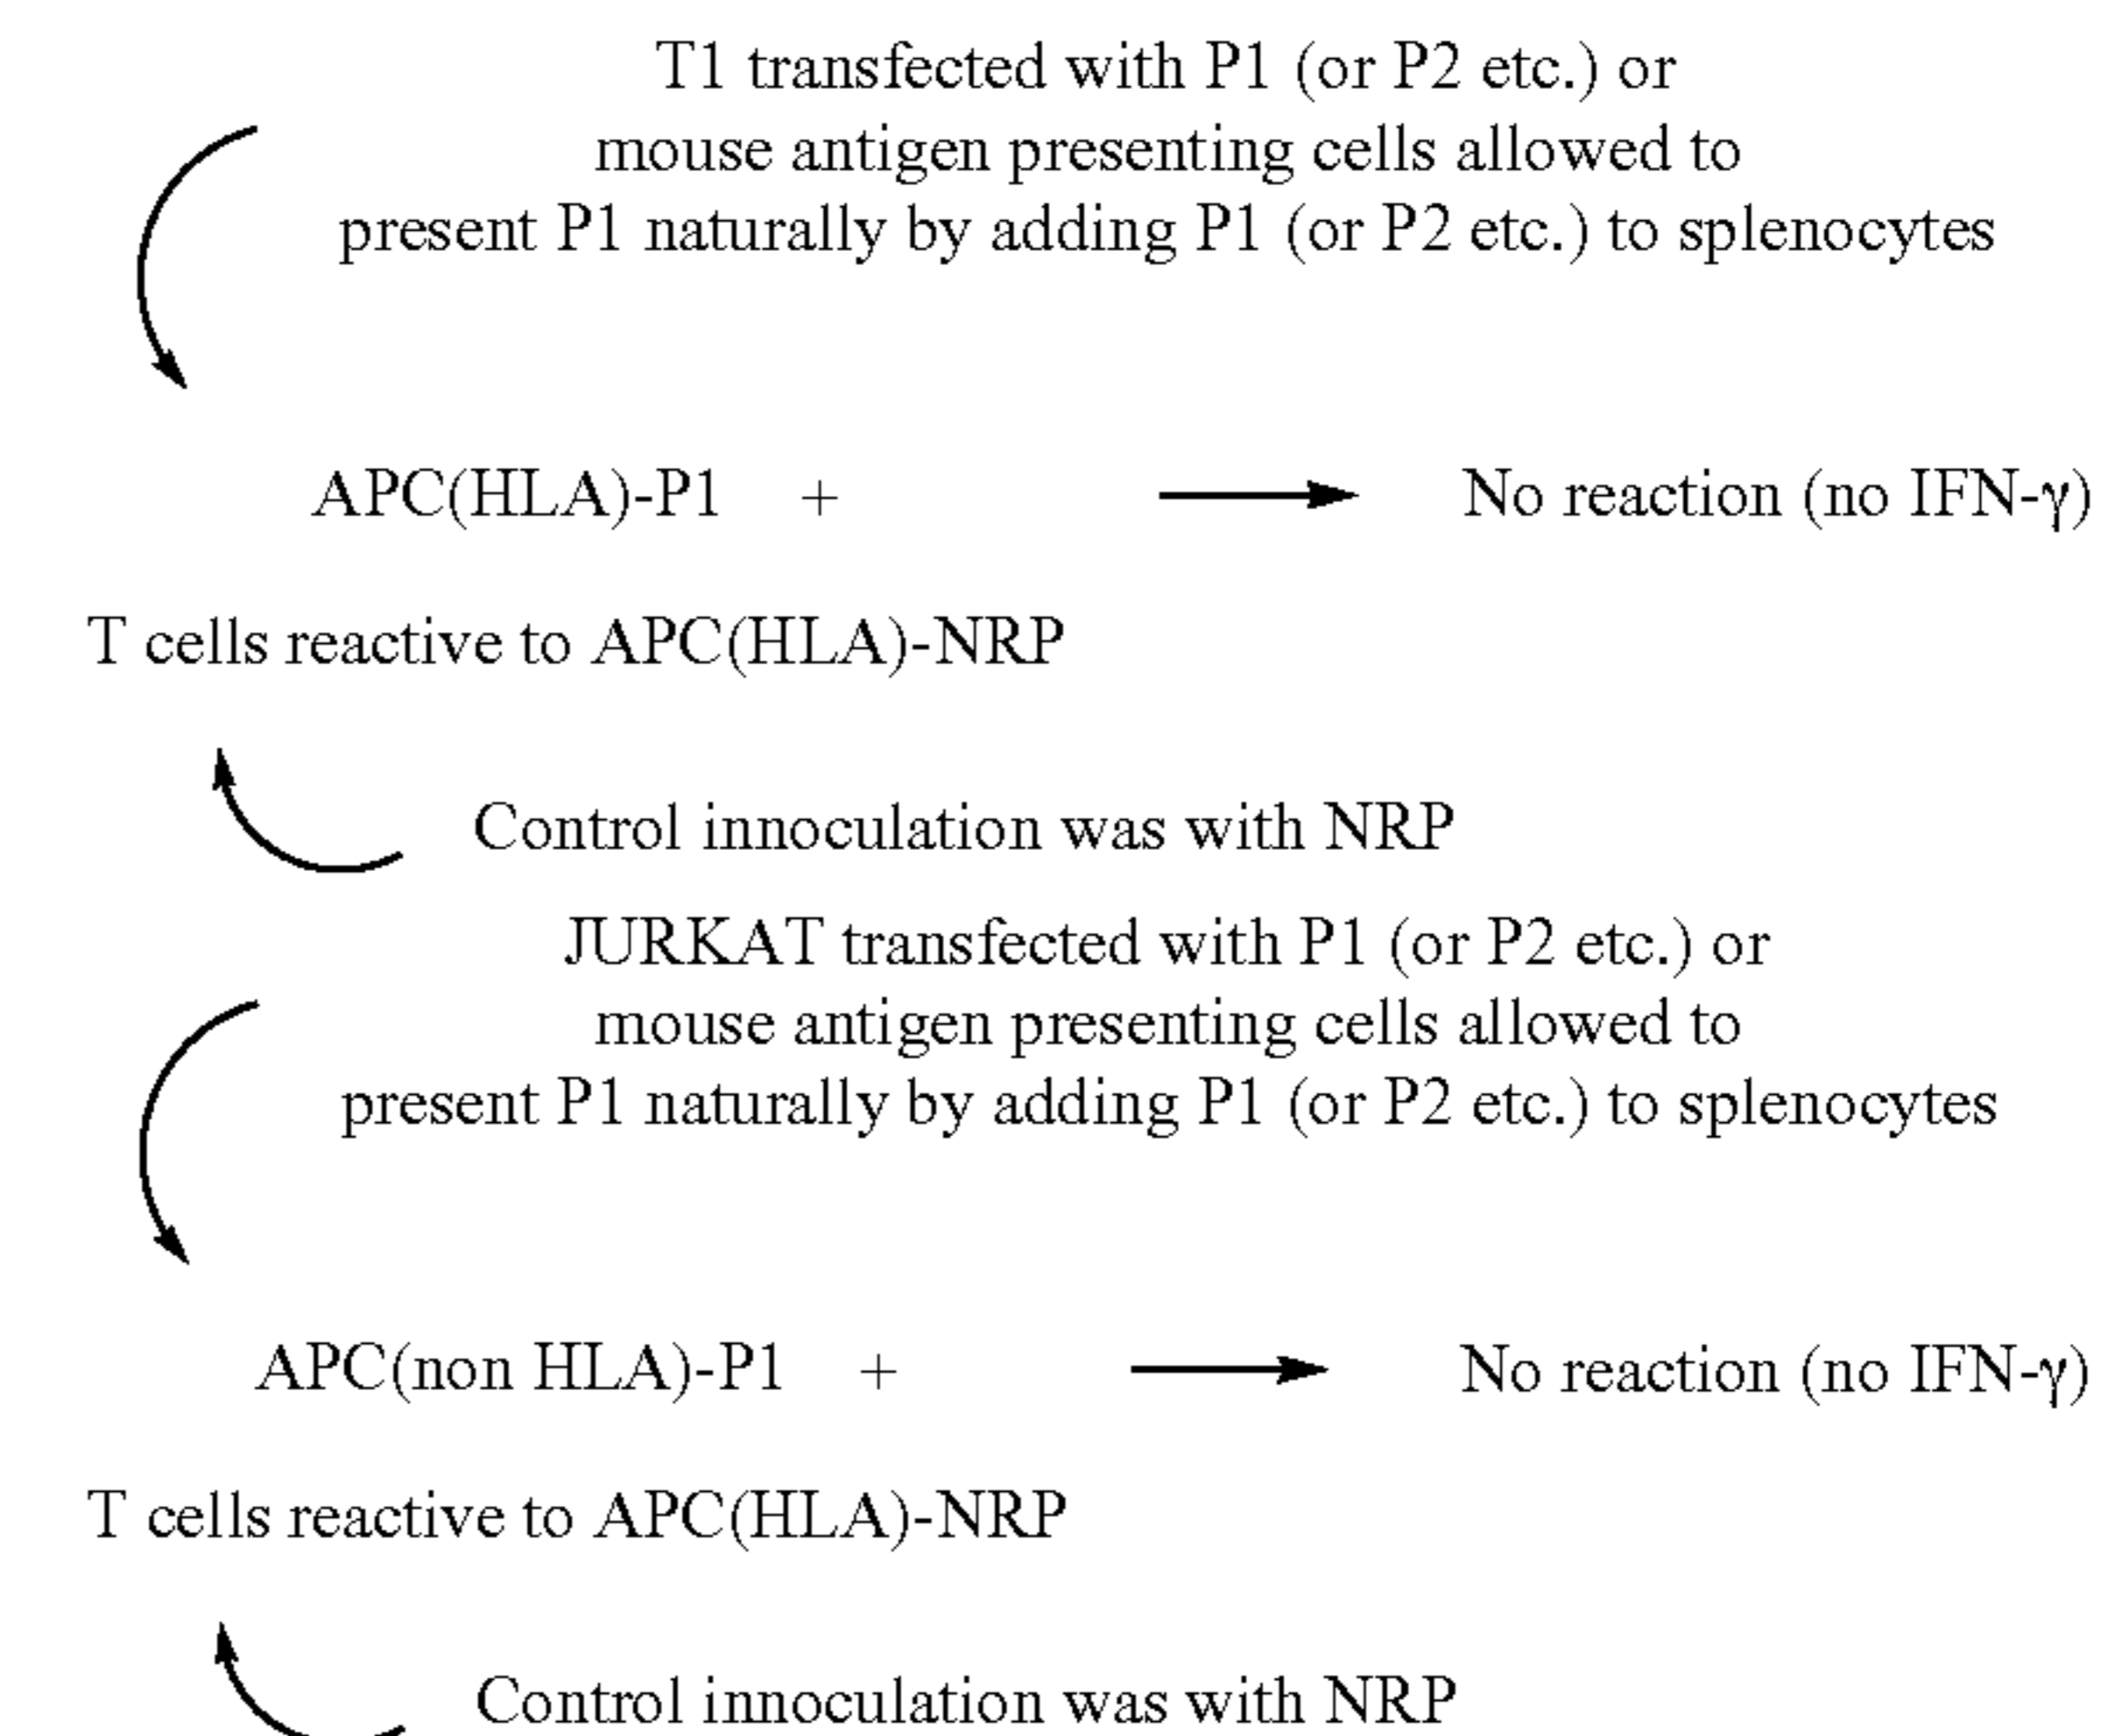 T1 transfected with P1 (or P2 etc.) or
mouse antigen presenting cells allowed to
present P1 naturally by adding P1 (or P2 etc.) to splenocytes
APC(HLA)-P1 + No reaction (no IFN-γ)
T cells reactive to APC(HLA)-NRP
Control innoculation was with NRP
JURKAT transfected with P1 (or P2 etc.) or
mouse antigen presenting cells allowed to
present P1 naturally by adding P1 (or P2 etc.) to splenocytes
APC(non HLA)-P1 + No reaction (no IFN-γ)
T cells reactive to APC(HLA)-NRP
Control innoculation was with NRP